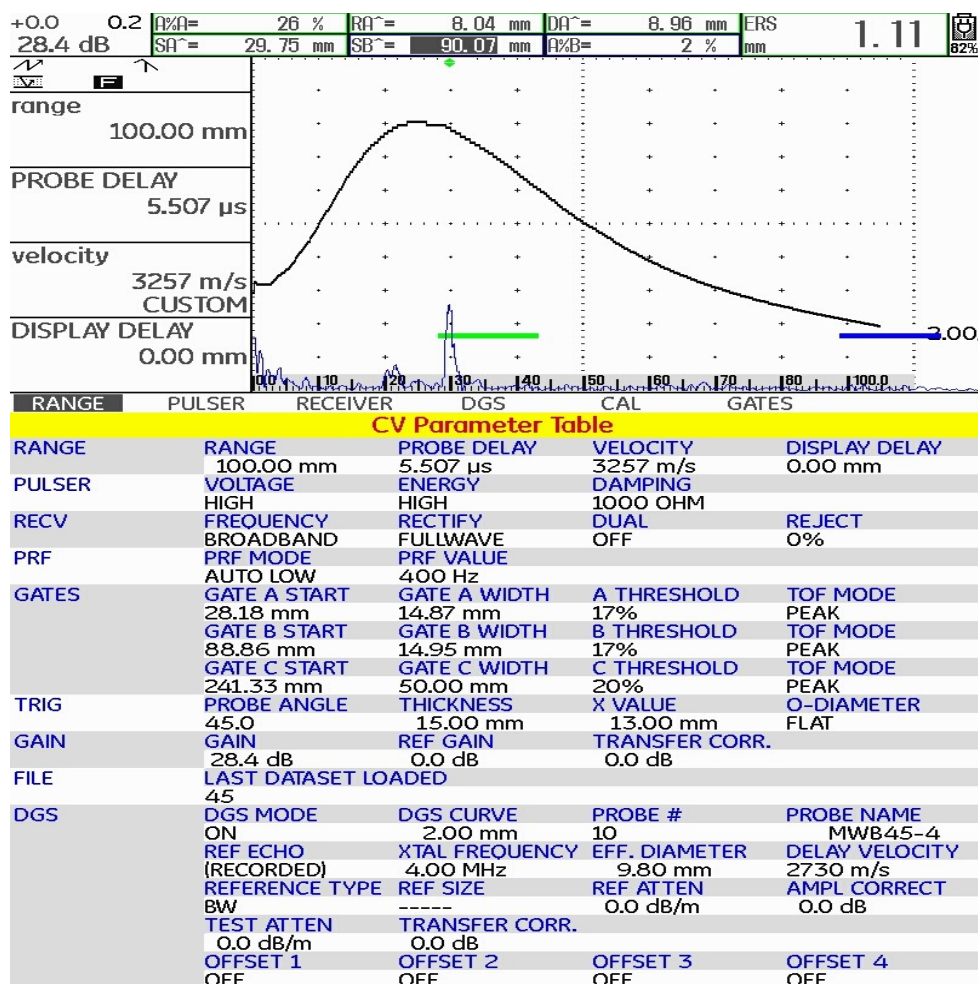 +0.0 0.2 A%A= 26 % RA^= 8.04 mm DA^= 8.96 mm ERS
28.4 dB SA^= 29.75 mm SB^= 90.07 mm A%B= 2 % mm 1.11 82%
F
range
100.00 mm
PROBE DELAY
5.507 µs
velocity
3257 m/s
CUSTOM
DISPLAY DELAY
0.00 mm
2.00
0.0 10 20 30 40 50 60 70 80 100.0
RANGE PULSER RECEIVER DGS CAL GATES
CV Parameter Table
RANGE RANGE PROBE DELAY VELOCITY DISPLAY DELAY
100.00 mm 5.507 µs 3257 m/s 0.00 mm
PULSER VOLTAGE ENERGY DAMPING
HIGH HIGH 1000 OHM
RECV FREQUENCY RECTIFY DUAL REJECT
BROADBAND FULLWAVE OFF 0%
PRF PRF MODE PRF VALUE
AUTO LOW 400 Hz
GATES GATE A START GATE A WIDTH A THRESHOLD TOF MODE
28.18 mm 14.87 mm 17% PEAK
GATE B START GATE B WIDTH B THRESHOLD TOF MODE
88.86 mm 14.95 mm 17% PEAK
GATE C START GATE C WIDTH C THRESHOLD TOF MODE
241.33 mm 50.00 mm 20% PEAK
TRIG PROBE ANGLE THICKNESS X VALUE O-DIAMETER
45.0 15.00 mm 13.00 mm FLAT
GAIN GAIN REF GAIN TRANSFER CORR.
28.4 dB 0.0 dB 0.0 dB
FILE LAST DATASET LOADED
45
DGS DGS MODE DGS CURVE PROBE # PROBE NAME
ON 2.00 mm 10 MWB45-4
REF ECHO XTAL FREQUENCY EFF. DIAMETER DELAY VELOCITY
(RECORDED) 4.00 MHz 9.80 mm 2730 m/s
REFERENCE TYPE REF SIZE REF ATTEN AMPL CORRECT
BW ----- 0.0 dB/m 0.0 dB
TEST ATTEN TRANSFER CORR.
0.0 dB/m 0.0 dB
OFFSET 1 OFFSET 2 OFFSET 3 OFFSET 4
OFF OFF OFF OFF